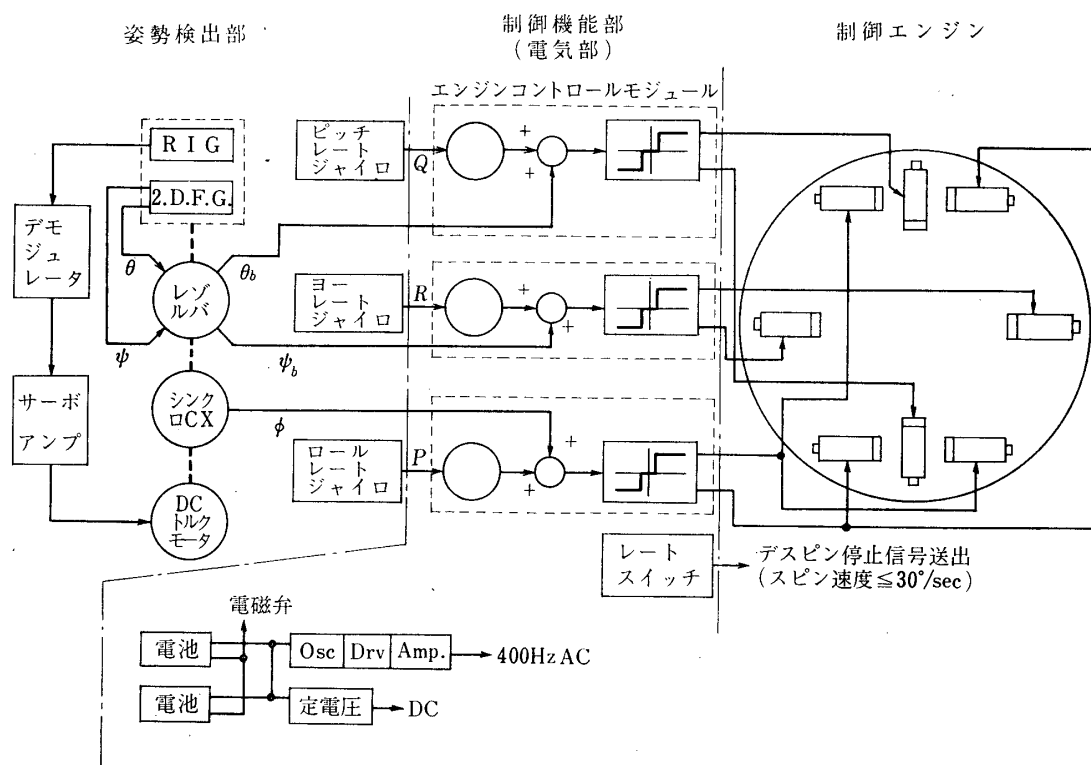 姿勢検出部
制御機能部
(電気部)
制御エンジン
エンジンコントロールモジュール
RIG
2.D.F.G.
デモ
ジュ
レータ
サーボ
アンプ
θ
ψ
レゾ
ルバ
θb
ψb
シンク
ロCX
φ
DC
トルク
モータ
ピッチ
レート
ジャイロ
Q
+
+
ヨー
レート
ジャイロ
R
+
+
ロール
レート
ジャイロ
P
+
+
レート
スイッチ
デスピン停止信号送出
(スピン速度≦30°/sec)
電磁弁
電池
Osc Drv Amp.
400Hz AC
電池
定電圧
DC